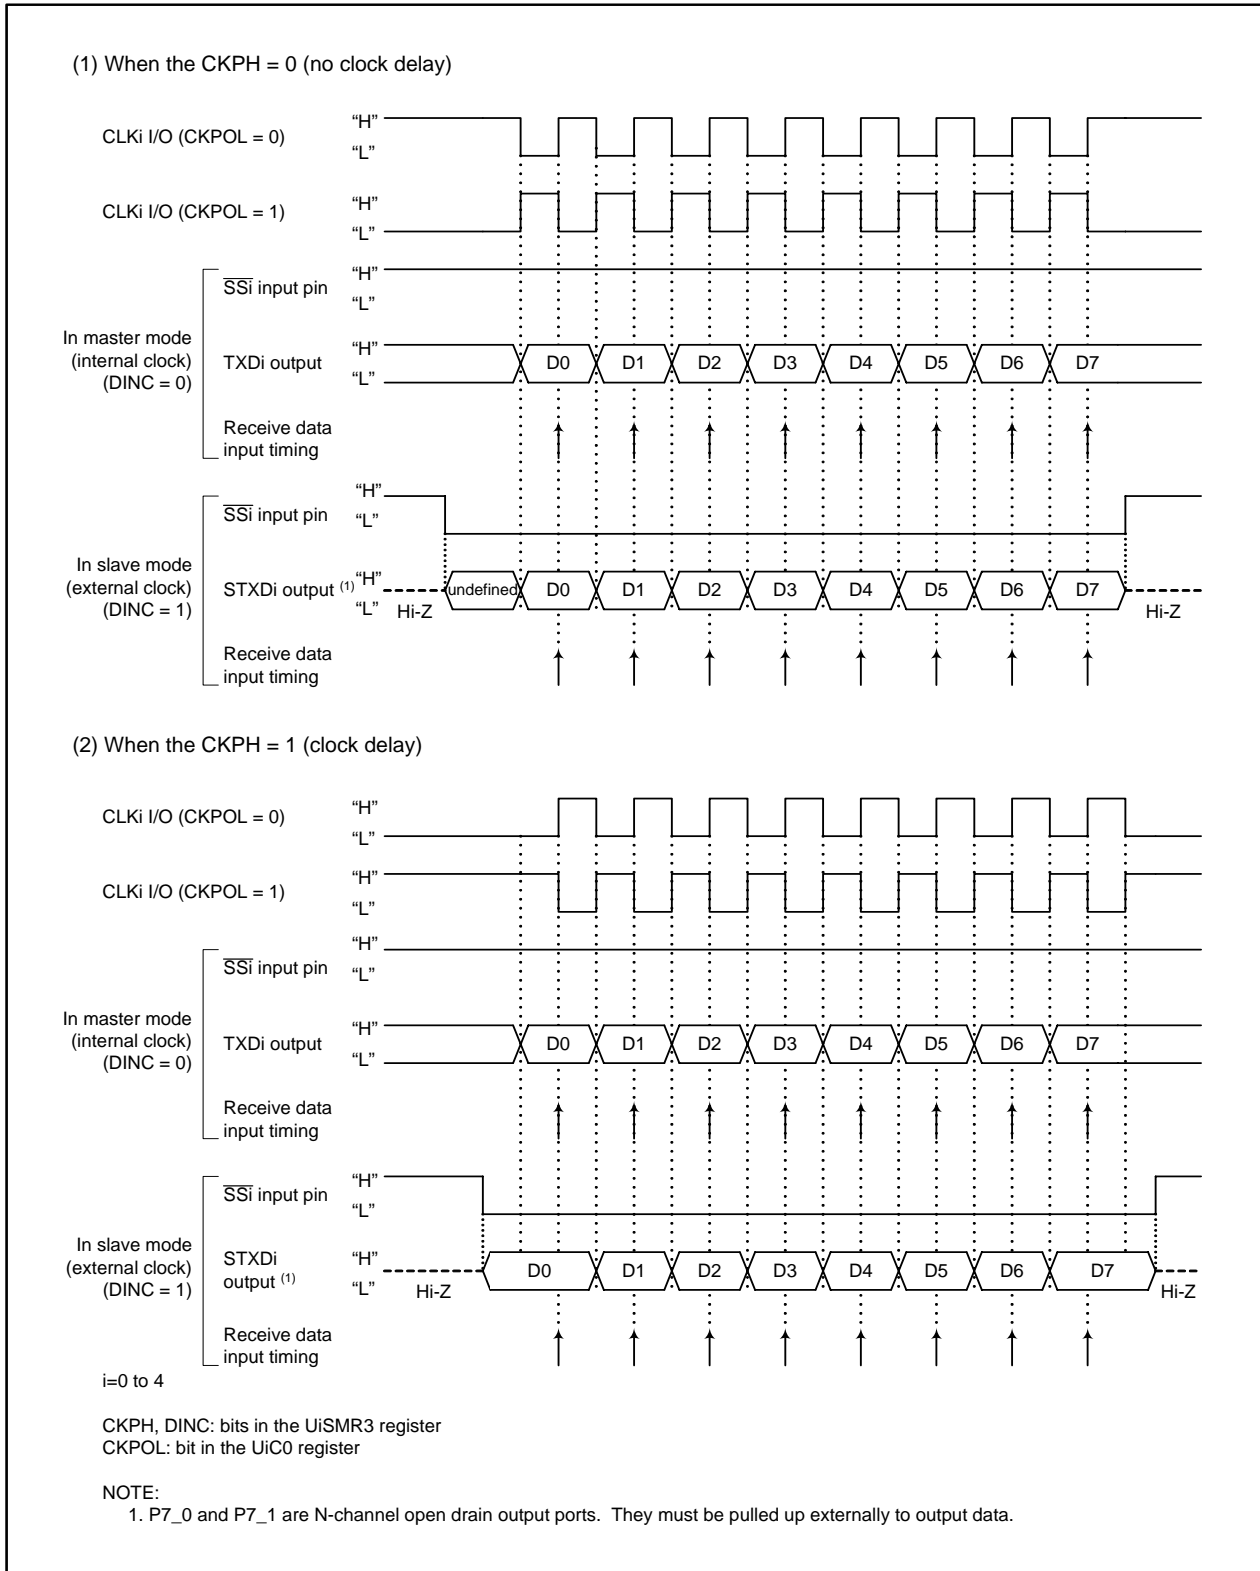 (1) When the CKPH = 0 (no clock delay)
CLKi I/O (CKPOL = 0)
“H”
“L”
CLKi I/O (CKPOL = 1)
“H”
“L”
In master mode
(internal clock)
(DINC = 0)
SSi input pin
“H”
“L”
TXDi output
“H”
“L”
D0 D1 D2 D3 D4 D5 D6 D7
Receive data
input timing
In slave mode
(external clock)
(DINC = 1)
SSi input pin
“H”
“L”
STXDi output (1)
“H”
“L”
Hi-Z
undefined D0 D1 D2 D3 D4 D5 D6 D7
Hi-Z
Receive data
input timing
(2) When the CKPH = 1 (clock delay)
CLKi I/O (CKPOL = 0)
“H”
“L”
CLKi I/O (CKPOL = 1)
“H”
“L”
In master mode
(internal clock)
(DINC = 0)
SSi input pin
“H”
“L”
TXDi output
“H”
“L”
D0 D1 D2 D3 D4 D5 D6 D7
Receive data
input timing
In slave mode
(external clock)
(DINC = 1)
SSi input pin
“H”
“L”
STXDi
output (1)
“H”
“L”
Hi-Z
D0 D1 D2 D3 D4 D5 D6 D7
Hi-Z
Receive data
input timing
i=0 to 4
CKPH, DINC: bits in the UiSMR3 register
CKPOL: bit in the UiC0 register
NOTE:
1. P7_0 and P7_1 are N-channel open drain output ports. They must be pulled up externally to output data.